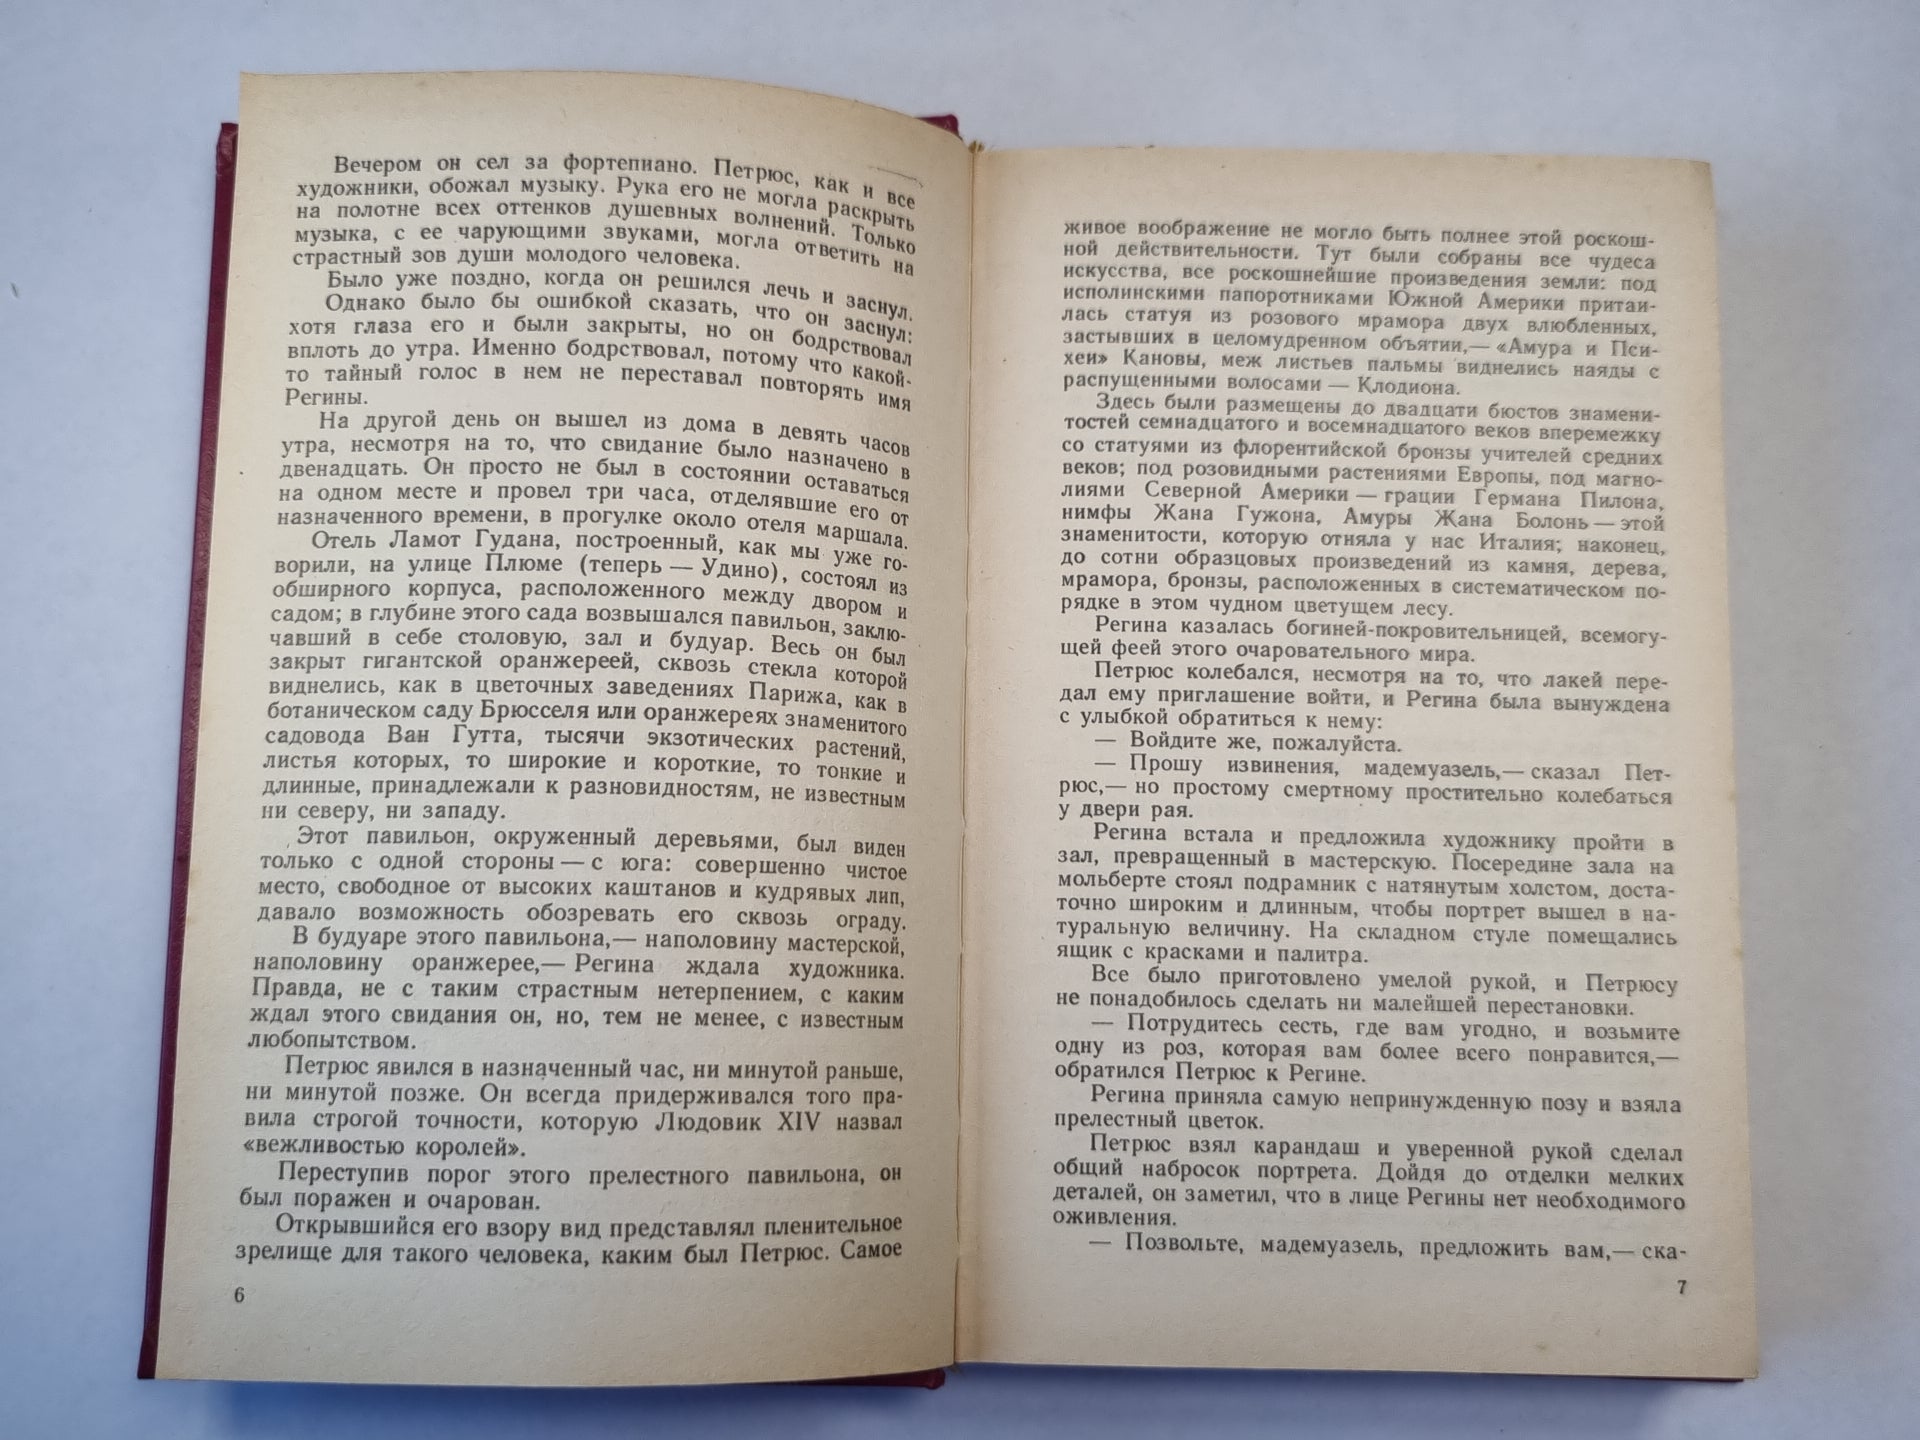 Вечером он сел за фортепиано. Петрюс, как и все
художники, обожал музыку. Рука его не могла раскрыть
на полотне всех оттенков душевных волнений. Только
музыка, с ее чарующими звуками, могла ответить на
страстный зов души молодого человека.
Было уже поздно, когда он решился лечь и заснул.
Однако было бы ошибкой сказать, что он заснул:
хотя глаза его и были закрыты, но он бодрствовал
вплоть до утра. Именно бодрствовал, потому что какой-
то тайный голос в нем не переставал повторять имя
Регины.
На другой день он вышел из дома в девять часов
утра, несмотря на то, что свидание было назначено в
двенадцать. Он просто не был в состоянии оставаться
на одном месте и провел три часа, отделявшие его от
назначенного времени, в прогулке около отеля маршала.
Отель Ламот Гудана, построенный, как мы уже го-
ворили, на улице Плюме (теперь — Удино), состоял из
обширного корпуса, расположенного между двором и
садом; в глубине этого сада возвышался павильон, заклю-
чавший в себе столовую, зал и будуар. Весь он был
закрыт гигантской оранжереей, сквозь стекла которой
виднелись, как в цветочных заведениях Парижа, как в
ботаническом саду Брюсселя или оранжереях знаменитого
садовода Ван Гутта, тысячи экзотических растений,
листья которых, то широкие и короткие, то тонкие и
длинные, принадлежали к разновидностям, не известным
ни северу, ни западу.
Этот павильон, окруженный деревьями, был виден
только с одной стороны — с юга: совершенно чистое
место, свободное от высоких каштанов и кудрявых лип,
давало возможность обозревать его сквозь ограду.
В будуаре этого павильона,— наполовину мастерской,
наполовину оранжерее,— Регина ждала художника.
Правда, не с таким страстным нетерпением, с каким
ждал этого свидания он, но, тем не менее, с известным
любопытством.
Петрюс явился в назначенный час, ни минутой раньше,
ни минутой позже. Он всегда придерживался того пра-
вила строгой точности, которую Людовик XIV назвал
«вежливостью королей».
Переступив порог этого прелестного павильона, он
был поражен и очарован.
Открывшийся его взору вид представлял пленительное
зрелище для такого человека, каким был Петрюс. Самое
6
живое воображение не могло быть полнее этой роскош-
ной действительности. Тут были собраны все чудеса
искусства, все роскошнейшие произведения земли: под
исполинскими папоротниками Южной Америки притаи-
лась статуя из розового мрамора двух влюбленных,
застывших в целомудренном объятии,— «Амура и Пси-
хеи» Кановы, меж листьев пальмы виднелись наяды с
распущенными волосами — Клодиона.
Здесь были размещены до двадцати бюстов знамени-
тостей семнадцатого и восемнадцатого веков вперемежку
со статуями из флорентийской бронзы учителей средних
веков; под розовидными растениями Европы, под магно-
лиями Северной Америки — грации Германа Пилона,
нимфы Жана Гужона, Амуры Жана Болонь — этой
знаменитости, которую отняла у нас Италия; наконец,
до сотни образцовых произведений из камня, дерева,
мрамора, бронзы, расположенных в систематическом по-
рядке в этом чудном цветущем лесу.
Регина казалась богиней-покровительницей, всемогу-
щей феей этого очаровательного мира.
Петрюс колебался, несмотря на то, что лакей пере-
дал ему приглашение войти, и Регина была вынуждена
с улыбкой обратиться к нему:
— Войдите же, пожалуйста.
— Прошу извинения, мадемуазель,— сказал Пет-
рюс,— но простому смертному простительно колебаться
у двери рая.
Регина встала и предложила художнику пройти в
зал, превращенный в мастерскую. Посередине зала на
мольберте стоял подрамник с натянутым холстом, доста-
точно широким и длинным, чтобы портрет вышел в на-
туральную величину. На складном стуле помещались
ящик с красками и палитра.
Все было приготовлено умелой рукой, и Петрюсу
не понадобилось сделать ни малейшей перестановки.
— Потрудитесь сесть, где вам угодно, и возьмите
одну из роз, которая вам более всего понравится,—
обратился Петрюс к Регине.
Регина приняла самую непринужденную позу и взяла
прелестный цветок.
Петрюс взял карандаш и уверенной рукой сделал
общий набросок портрета. Дойдя до отделки мелких
деталей, он заметил, что в лице Регины нет необходимого
оживления.
— Позвольте, мадемуазель, предложить вам,— ска-
7